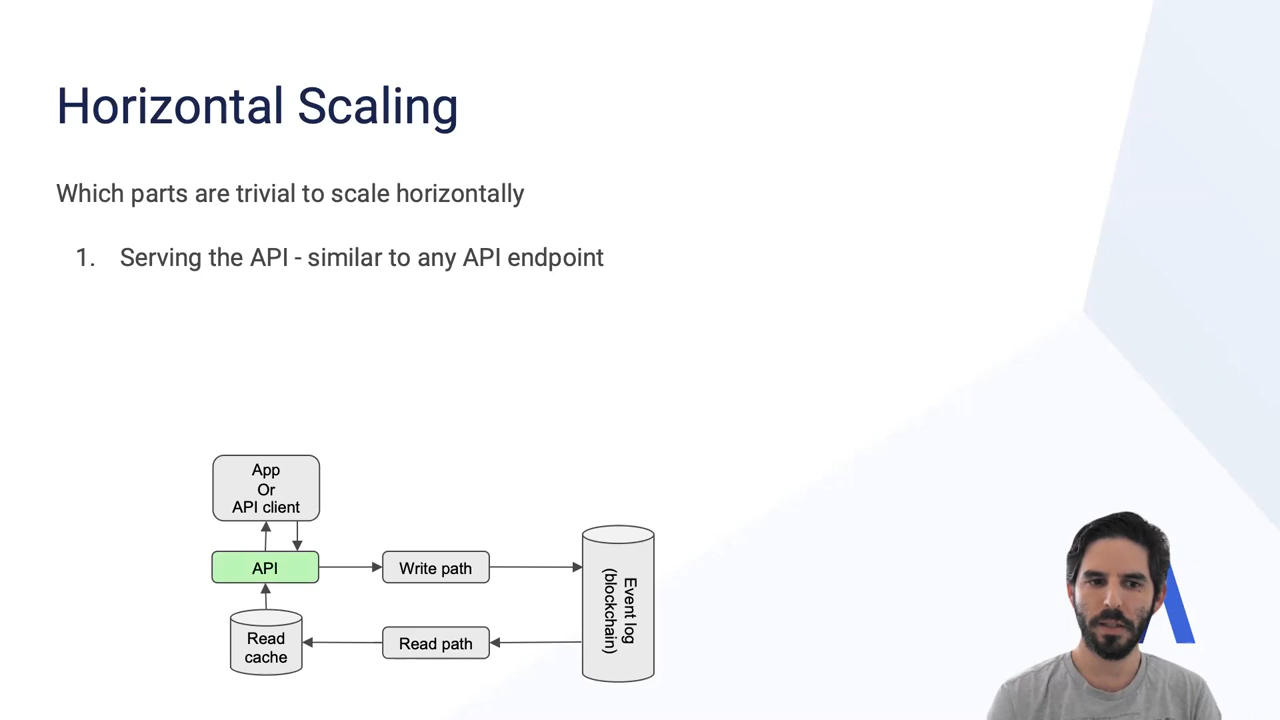 Horizontal Scaling
Which parts are trivial to scale horizontally
1. Serving the API - similar to any API endpoint
App
Or
API client
API
Write path
Event log
(blockchain)
Read
cache
Read path